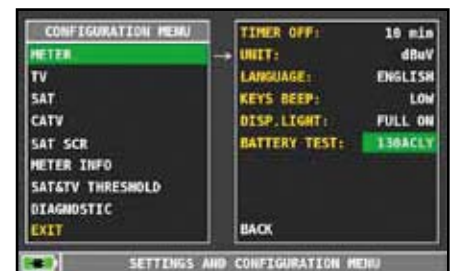 CONFIGURATION MENU
METER
TV
SAT
CATV
SAT SCR
METER INFO
SAT&TV THRESHOLD
DIAGNOSTIC
EXIT
→
TIMER OFF: 10 min
UNIT: dBuV
LANGUAGE: ENGLISH
KEYS BEEP: LOW
DISP.LIGHT: FULL ON
BATTERY TEST: 130ACLY
BACK
SETTINGS AND CONFIGURATION MENU